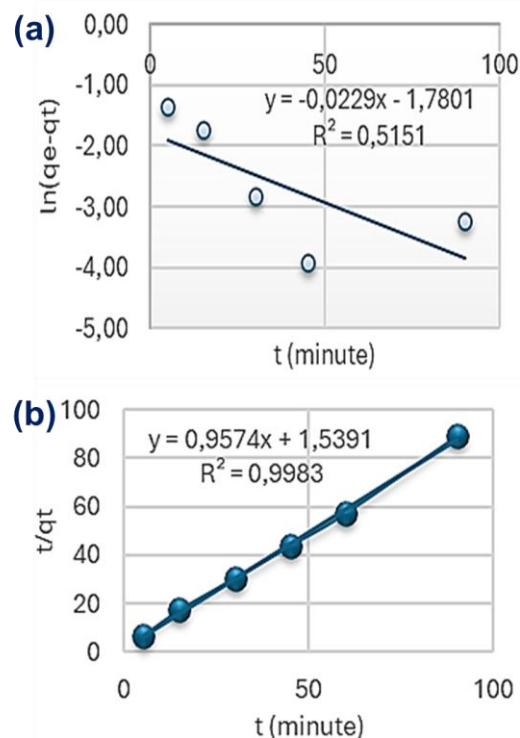 (a)
0,00
0 50 100
-1,00
y = -0,0229x - 1,7801
R² = 0,5151
-2,00
-3,00
-4,00
-5,00
ln(qe-qt)
t (minute)
(b)
100
y = 0,9574x + 1,5391
R² = 0,9983
80
60
40
20
0
t/qt
0 50 100
t (minute)